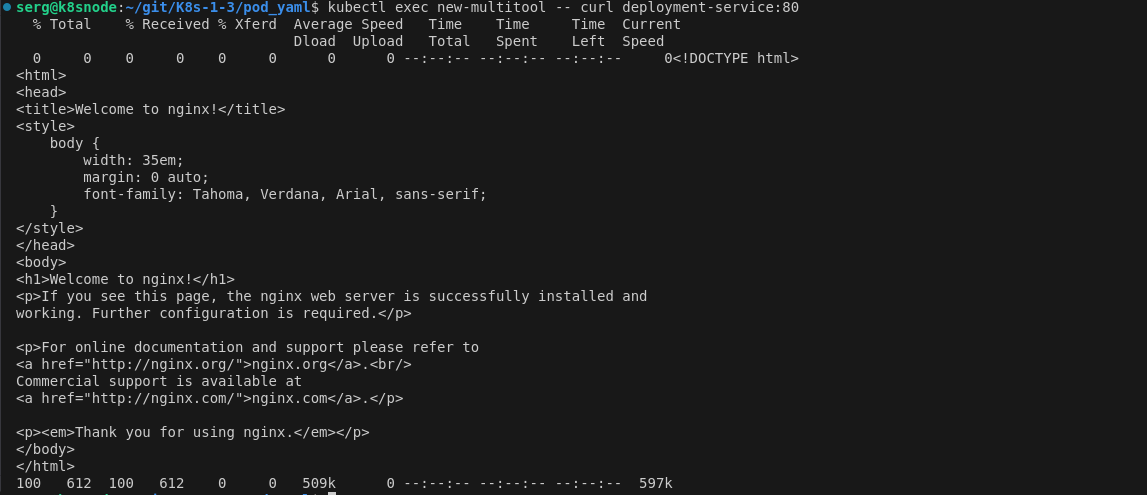 serg@k8snode:~/git/K8s-1-3/pod_yaml$ kubectl exec new-multitool -- curl deployment-service:80
  % Total    % Received % Xferd  Average Speed   Time    Time     Time  Current
                                 Dload  Upload   Total   Spent    Left  Speed
  0     0    0     0    0     0      0      0 --:--:-- --:--:-- --:--:--     0<!DOCTYPE html>
<html>
<head>
<title>Welcome to nginx!</title>
<style>
    body {
        width: 35em;
        margin: 0 auto;
        font-family: Tahoma, Verdana, Arial, sans-serif;
    }
</style>
</head>
<body>
<h1>Welcome to nginx!</h1>
<p>If you see this page, the nginx web server is successfully installed and
working. Further configuration is required.</p>

<p>For online documentation and support please refer to
<a href="http://nginx.org/">nginx.org</a>.<br/>
Commercial support is available at
<a href="http://nginx.com/">nginx.com</a>.</p>

<p><em>Thank you for using nginx.</em></p>
</body>
</html>
100   612  100   612    0     0   509k      0 --:--:-- --:--:-- --:--:--  597k